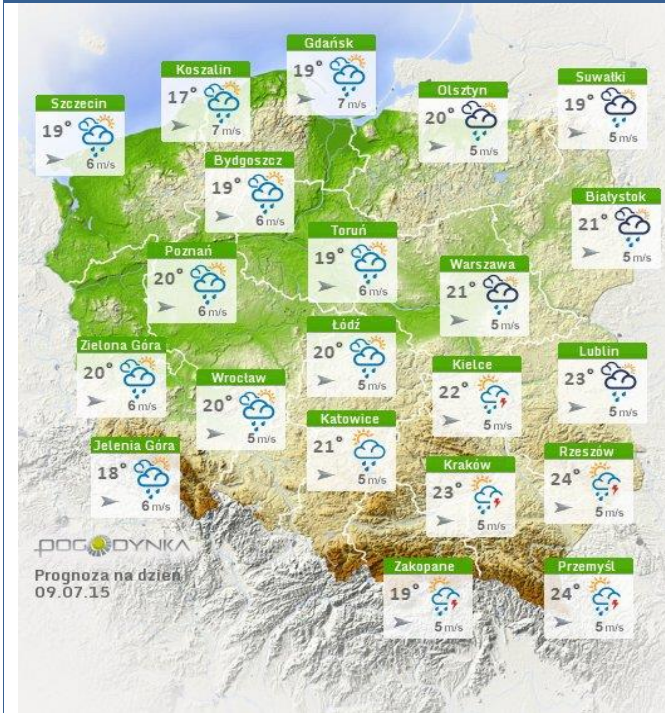 Gdańsk
19°
7 m/s
Koszalin
17°
7 m/s
Suwałki
19°
5 m/s
Olsztyn
20°
5 m/s
Szczecin
19°
6 m/s
Bydgoszcz
19°
6 m/s
Białystok
21°
5 m/s
Toruń
19°
6 m/s
Poznań
20°
6 m/s
Warszawa
21°
5 m/s
Łódź
20°
5 m/s
Zielona Góra
20°
6 m/s
Lublin
23°
5 m/s
Kielce
22°
5 m/s
Wrocław
20°
5 m/s
Katowice
21°
5 m/s
Jelenia Góra
18°
6 m/s
Rzeszów
24°
5 m/s
Kraków
23°
5 m/s
POGODYNKA
Prognoza na dzień
09.07.15
Zakopane
19°
5 m/s
Przemyśl
24°
5 m/s